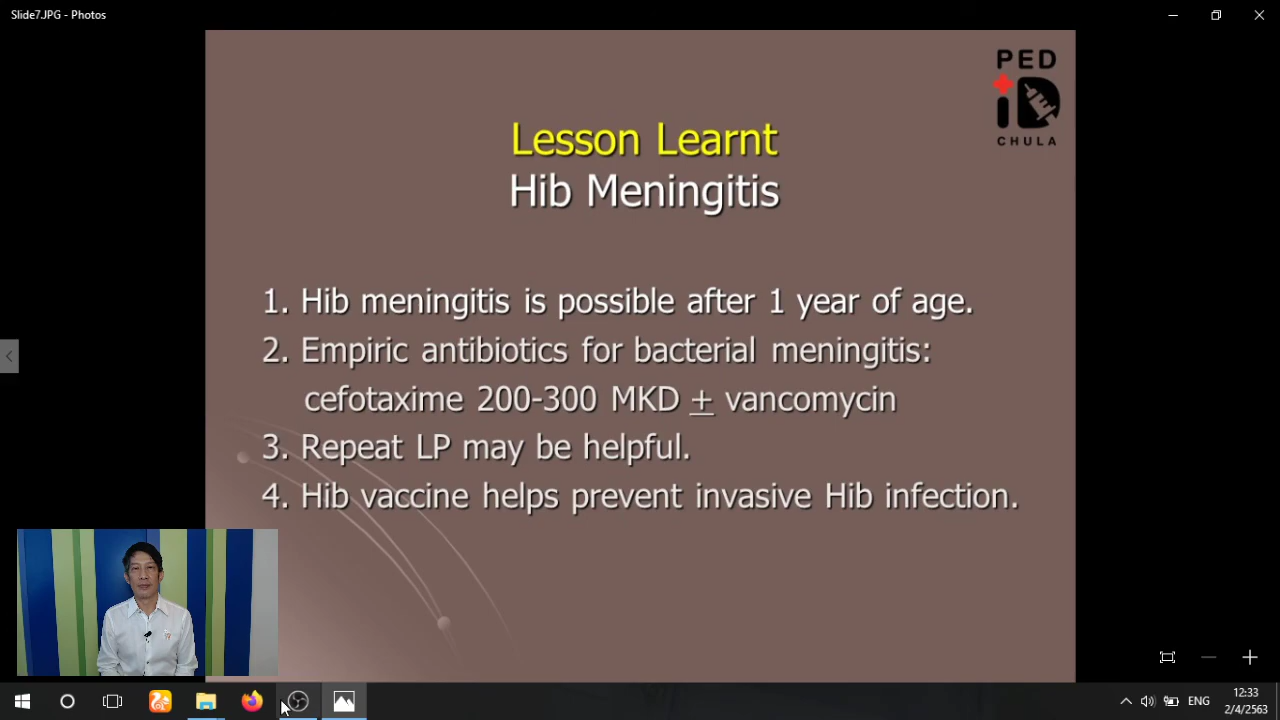 Slide7.JPG - Photos
PED
iD
CHULA
Lesson Learnt
Hib Meningitis
1. Hib meningitis is possible after 1 year of age.
2. Empiric antibiotics for bacterial meningitis:
cefotaxime 200-300 MKD + vancomycin
3. Repeat LP may be helpful.
4. Hib vaccine helps prevent invasive Hib infection.
ENG
12:33
2/4/2563